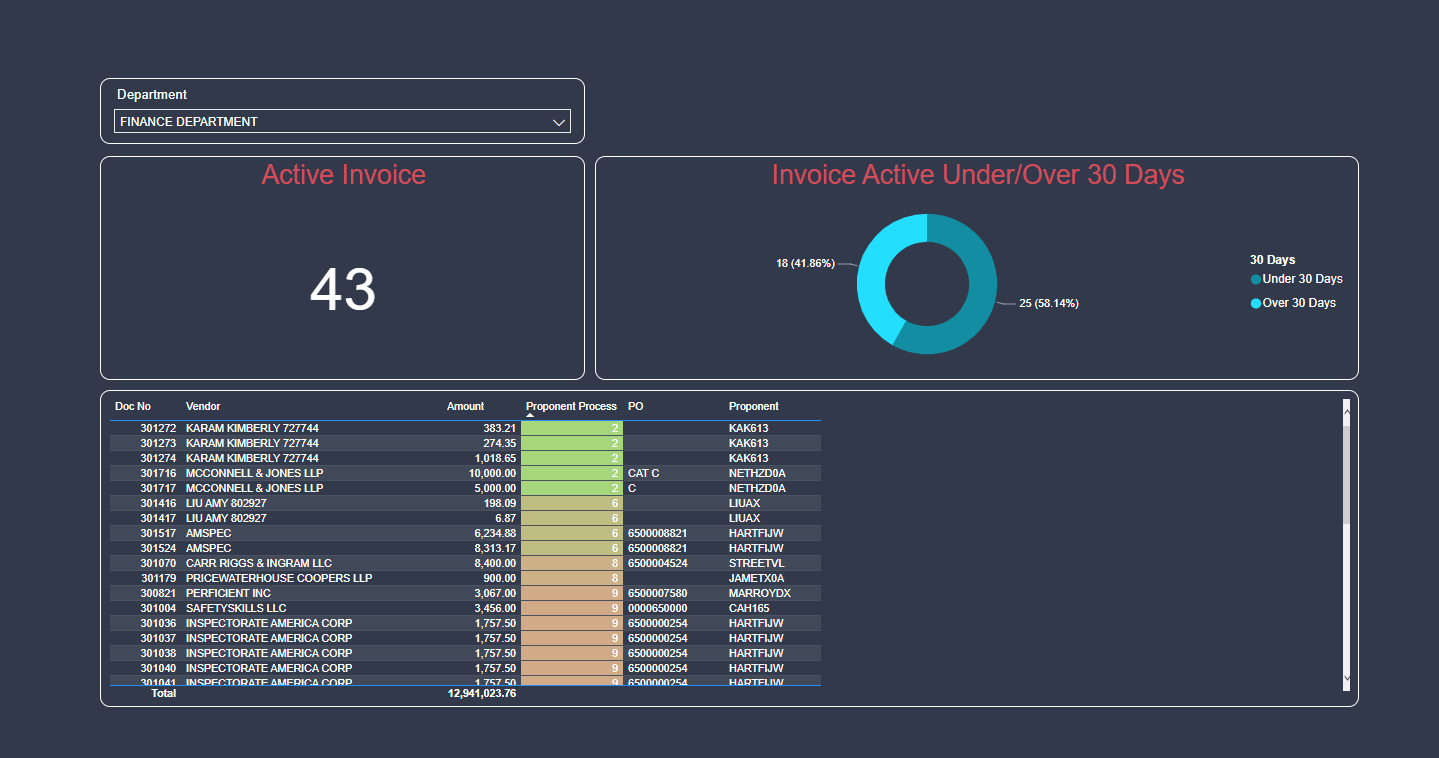 Department
FINANCE DEPARTMENT
Active Invoice
43
Invoice Active Under/Over 30 Days
18 (41.86%)
25 (58.14%)
30 Days
Under 30 Days
Over 30 Days
Doc No Vendor Amount Proponent Process PO Proponent
301272 KARAM KIMBERLY 727744 383.21 2 KAK613
301273 KARAM KIMBERLY 727744 274.35 2 KAK613
301274 KARAM KIMBERLY 727744 1,018.65 2 KAK613
301716 MCCONNELL & JONES LLP 10,000.00 2 CAT C NETHZD0A
301717 MCCONNELL & JONES LLP 5,000.00 2 C NETHZD0A
301416 LIU AMY 802927 198.09 6 LIUAX
301417 LIU AMY 802927 6.87 6 LIUAX
301517 AMSPEC 6,234.88 6 6500008821 HARTFIJW
301524 AMSPEC 8,313.17 6 6500008821 HARTFIJW
301070 CARR RIGGS & INGRAM LLC 8,400.00 8 6500004524 STREETVL
301179 PRICEWATERHOUSE COOPERS LLP 900.00 8 JAMETX0A
300821 PERFICIENT INC 3,067.00 9 6500007580 MARROYDX
301004 SAFETYSKILLS LLC 3,456.00 9 0000650000 CAH165
301036 INSPECTORATE AMERICA CORP 1,757.50 9 6500000254 HARTFIJW
301037 INSPECTORATE AMERICA CORP 1,757.50 9 6500000254 HARTFIJW
301038 INSPECTORATE AMERICA CORP 1,757.50 9 6500000254 HARTFIJW
301040 INSPECTORATE AMERICA CORP 1,757.50 9 6500000254 HARTFIJW
301041 INSPECTORATE AMERICA CORP 1,757.50 9 6500000254 HARTFIJW
Total 12,941,023.76